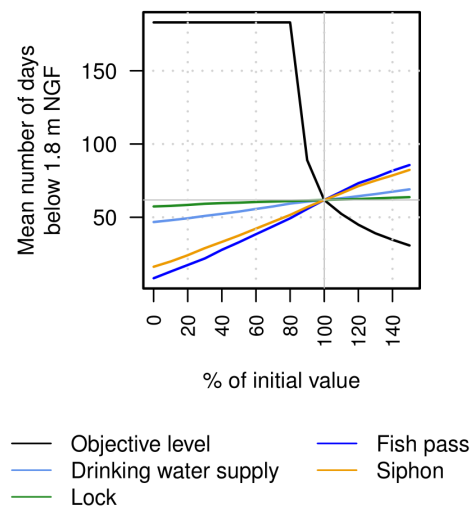 Mean number of days
below 1.8 m NGF
150
100
50
0
20
40
60
80
100
120
140
% of initial value
Objective level
Drinking water supply
Lock
Fish pass
Siphon